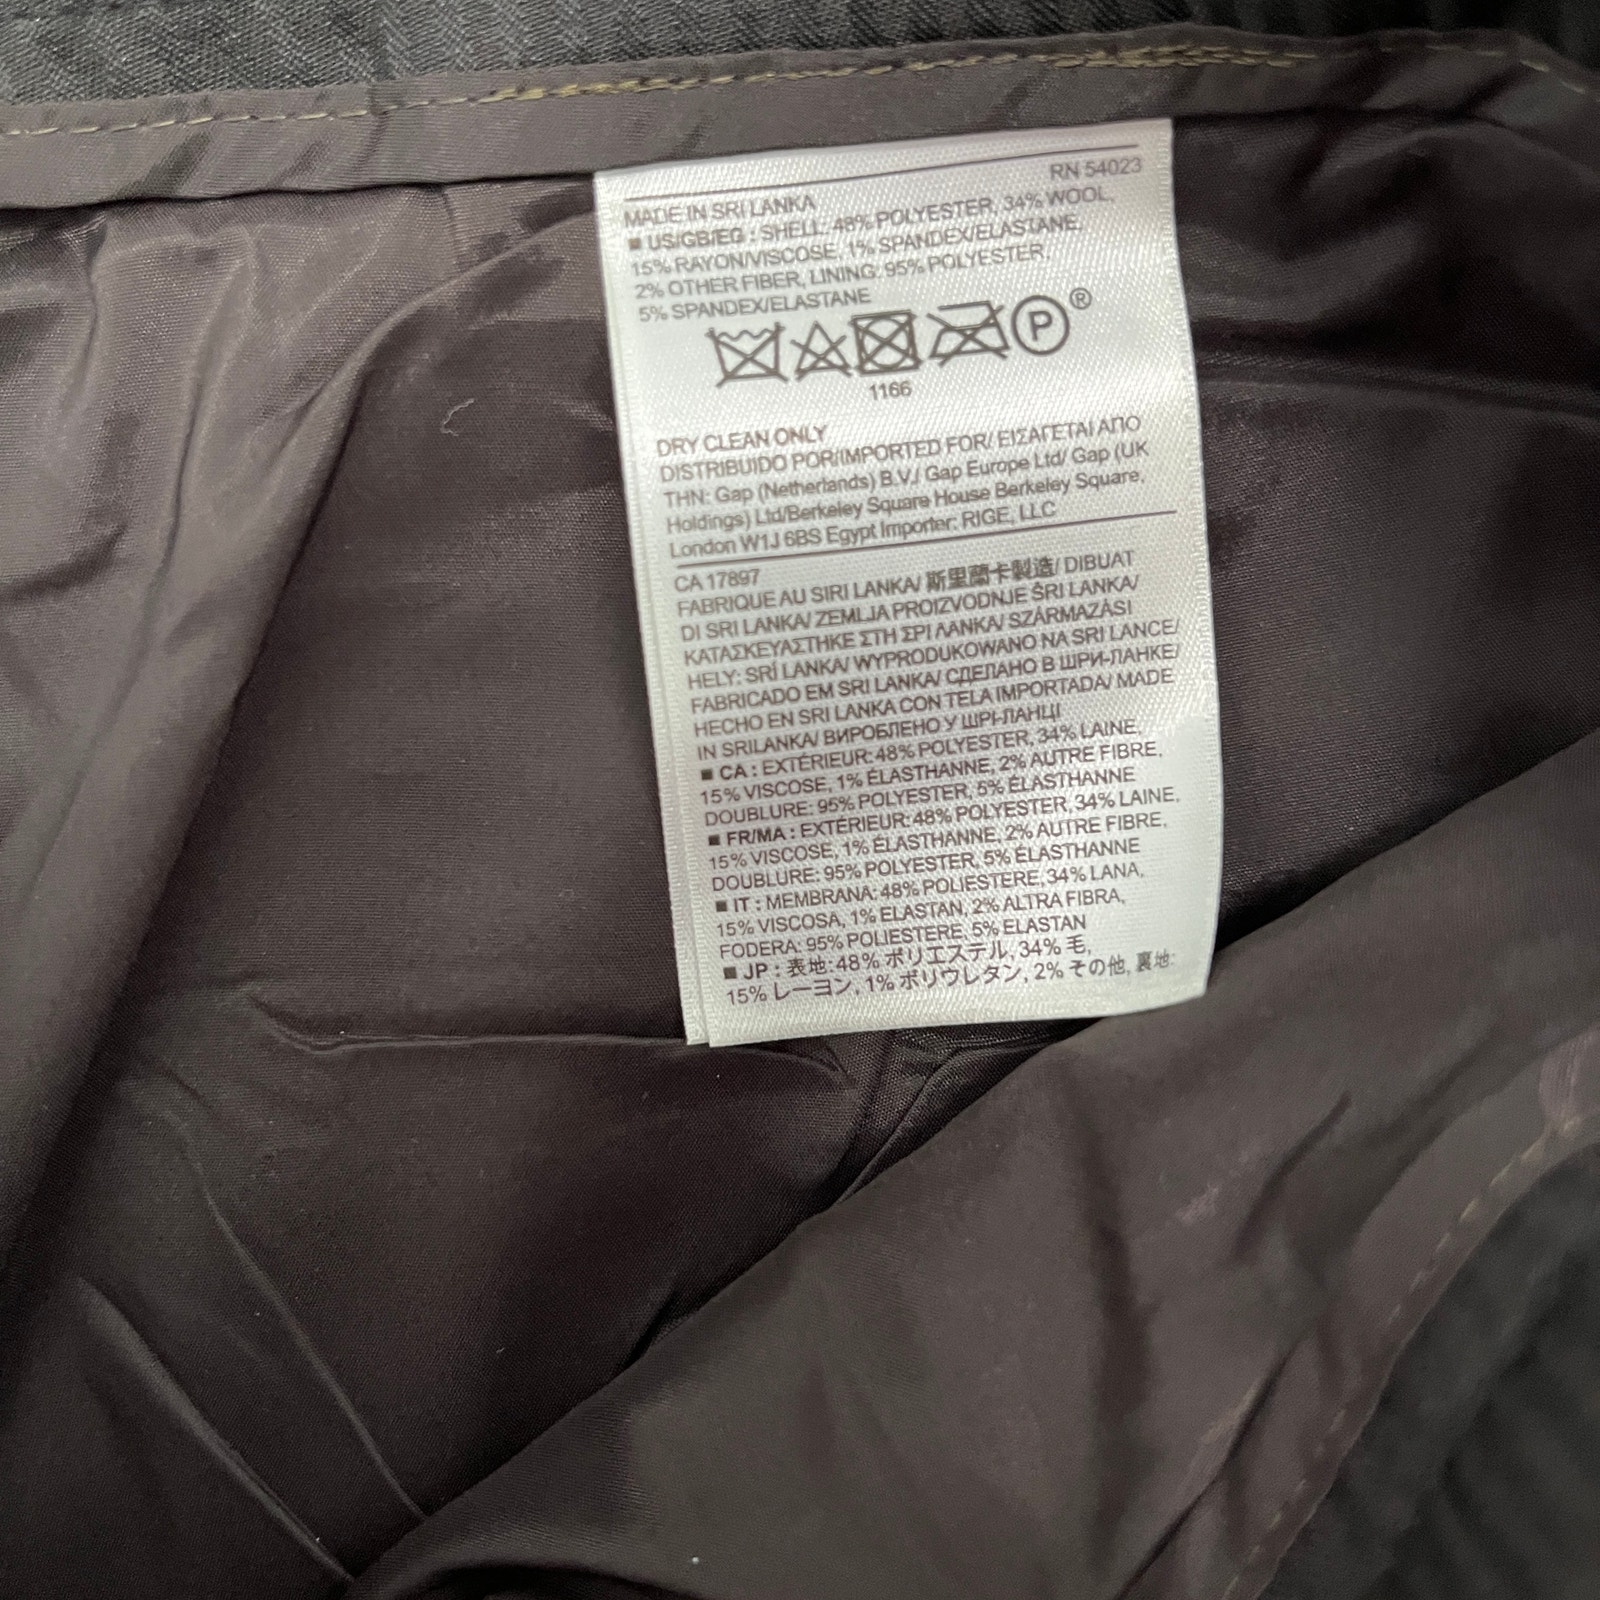 RN 54023
MADE IN SRI LANKA
■ US/GB/EG : SHELL: 48% POLYESTER, 34% WOOL,
15% RAYON/VISCOSE, 1% SPANDEX/ELASTANE,
2% OTHER FIBER, LINING: 95% POLYESTER,
5% SPANDEX/ELASTANE
P ®
1166
DRY CLEAN ONLY
DISTRIBUIDO POR/IMPORTED FOR/ ΕΙΣΑΓΕΤΑΙ ΑΠΟ
ΤΗΝ: Gap (Netherlands) B.V./ Gap Europe Ltd/ Gap (UK
Holdings) Ltd/Berkeley Square House Berkeley Square,
London W1J 6BS Egypt Importer: RIGE, LLC
CA 17897
FABRIQUE AU SIRI LANKA/ 斯里蘭卡製造/ DIBUAT
DI SRI LANKA/ ZEMLJA PROIZVODNJE ŠRI LANKA/
ΚΑΤΑΣΚΕΥΑΣΤΗΚΕ ΣΤΗ ΣΡΙ ΛΑΝΚΑ/ SZÁRMAZÁSI
HELY: SRÍ LANKA/ WYPRODUKOWANO NA SRI LANCE/
FABRICADO EM SRI LANKA/ СДЕЛАНО В ШРИ-ЛАНКЕ/
HECHO EN SRI LANKA CON TELA IMPORTADA/ MADE
IN SRILANKA/ ВИРОБЛЕНО У ШРІ-ЛАНЦІ
■ CA : EXTÉRIEUR: 48% POLYESTER, 34% LAINE,
15% VISCOSE, 1% ÉLASTHANNE, 2% AUTRE FIBRE,
DOUBLURE: 95% POLYESTER, 5% ÉLASTHANNE
■ FR/MA : EXTÉRIEUR: 48% POLYESTER, 34% LAINE,
15% VISCOSE, 1% ÉLASTHANNE, 2% AUTRE FIBRE,
DOUBLURE: 95% POLYESTER, 5% ÉLASTHANNE
■ IT : MEMBRANA: 48% POLIESTERE, 34% LANA,
15% VISCOSA, 1% ELASTAN, 2% ALTRA FIBRA,
FODERA: 95% POLIESTERE, 5% ELASTAN
■ JP : 表地: 48% ポリエステル, 34% 毛,
15% レーヨン, 1% ポリウレタン, 2% その他, 裏地: